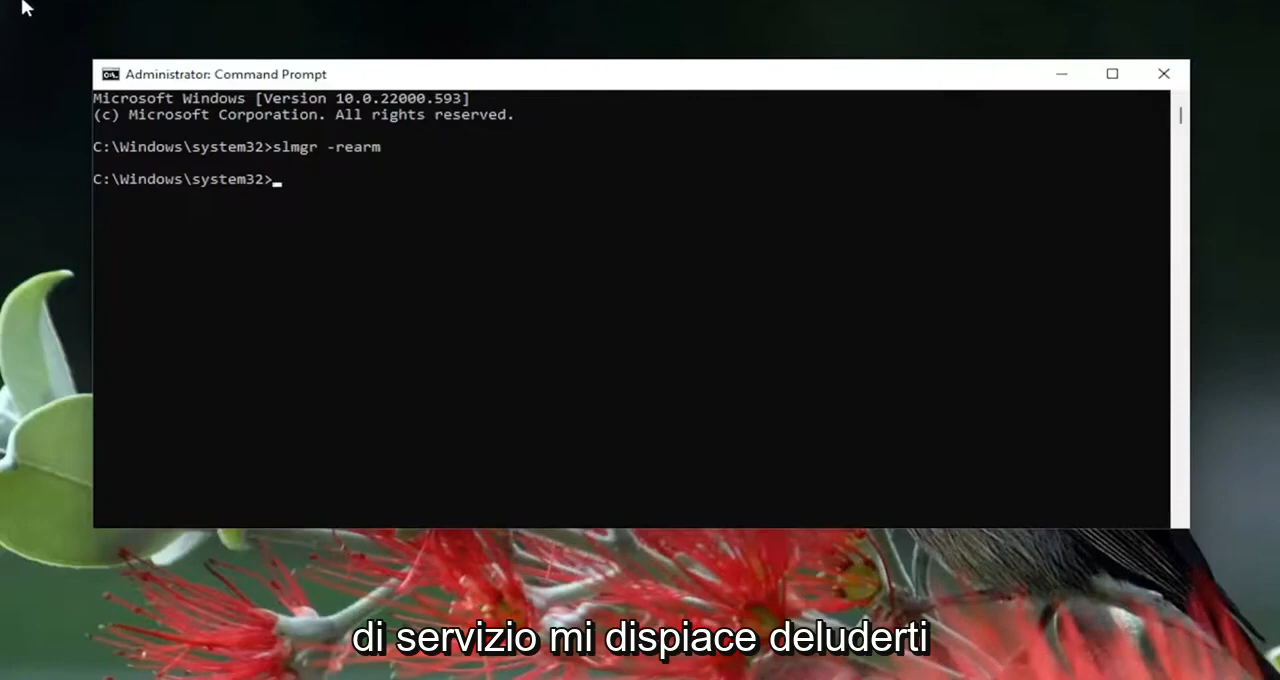 Administrator: Command Prompt
Microsoft Windows [Version 10.0.22000.593]
(c) Microsoft Corporation. All rights reserved.
C:\Windows\system32>slmgr -rearm
C:\Windows\system32>
di servizio mi dispiace deluderti